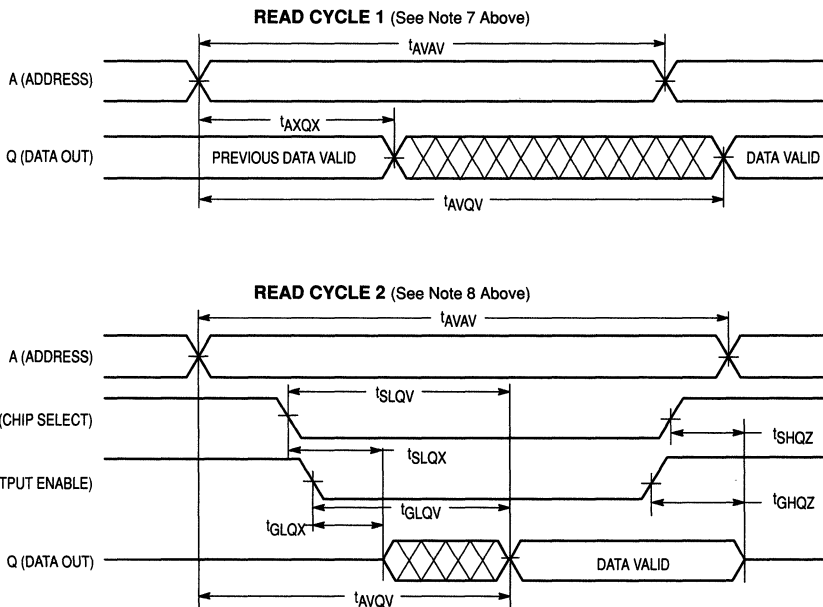 READ CYCLE 1 (See Note 7 Above)
tAVAV
A (ADDRESS)
tAXQX
Q (DATA OUT)
PREVIOUS DATA VALID
DATA VALID
tAVQV
READ CYCLE 2 (See Note 8 Above)
tAVAV
A (ADDRESS)
tSLQV
(CHIP SELECT)
tSHQZ
tSLQX
TPUT ENABLE)
tGHQZ
tGLQV
tGLQX
Q (DATA OUT)
DATA VALID
tAVQV